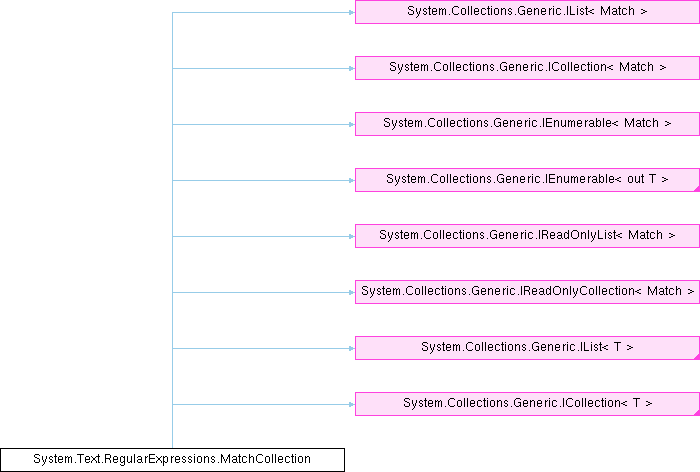 System.Collections.Generic.IList< Match >
System.Collections.Generic.ICollection< Match >
System.Collections.Generic.IEnumerable< Match >
System.Collections.Generic.IEnumerable< out T >
System.Collections.Generic.IReadOnlyList< Match >
System.Collections.Generic.IReadOnlyCollection< Match >
System.Collections.Generic.IList< T >
System.Collections.Generic.ICollection< T >
System.Text.RegularExpressions.MatchCollection